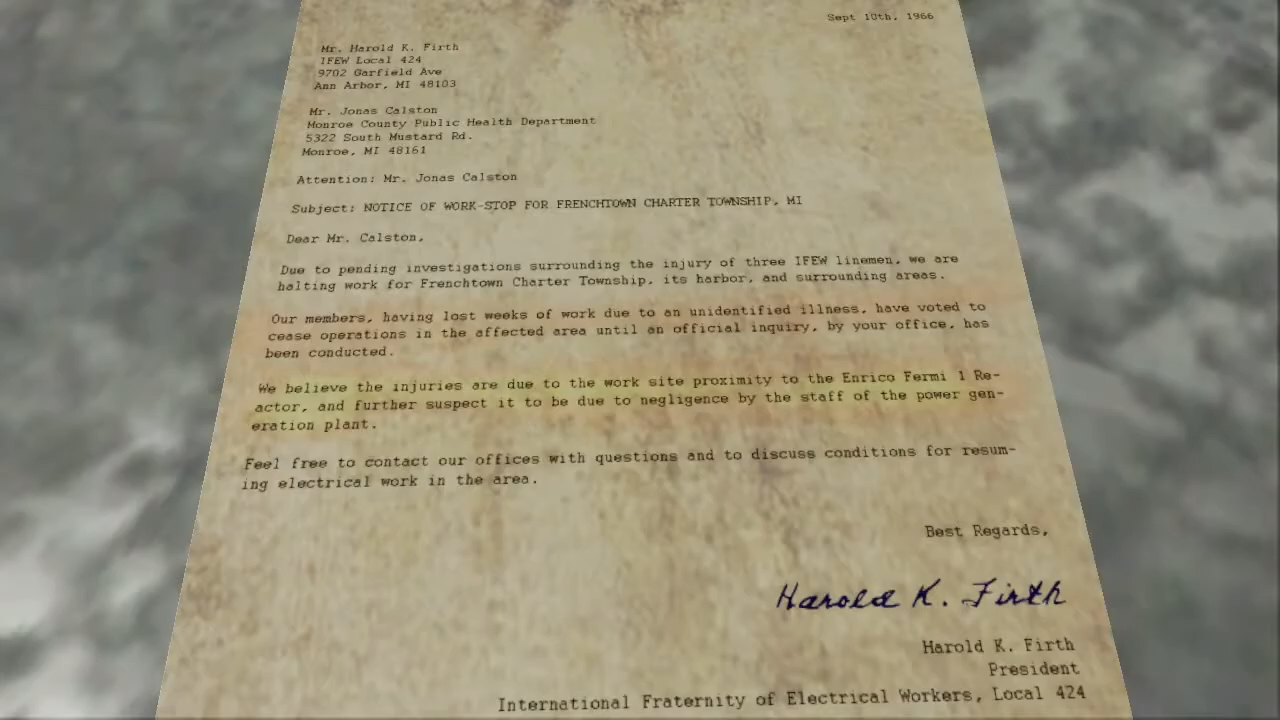 Sept 10th, 1966
Mr. Harold K. Firth
IFEW Local 424
9702 Garfield Ave
Ann Arbor, MI 48103
Mr. Jonas Calston
Monroe County Public Health Department
5322 South Mustard Rd.
Monroe, MI 48161
Attention: Mr. Jonas Calston
Subject: NOTICE OF WORK-STOP FOR FRENCHTOWN CHARTER TOWNSHIP, MI
Dear Mr. Calston,
Due to pending investigations surrounding the injury of three IFEW linemen, we are
halting work for Frenchtown Charter Township, its harbor, and surrounding areas.
Our members, having lost weeks of work due to an unidentified illness, have voted to
cease operations in the affected area until an official inquiry, by your office, has
been conducted.
We believe the injuries are due to the work site proximity to the Enrico Fermi 1 Re-
actor, and further suspect it to be due to negligence by the staff of the power gen-
eration plant.
Feel free to contact our offices with questions and to discuss conditions for resum-
ing electrical work in the area.
Best Regards,
Harold K. Firth
Harold K. Firth
President
International Fraternity of Electrical Workers, Local 424